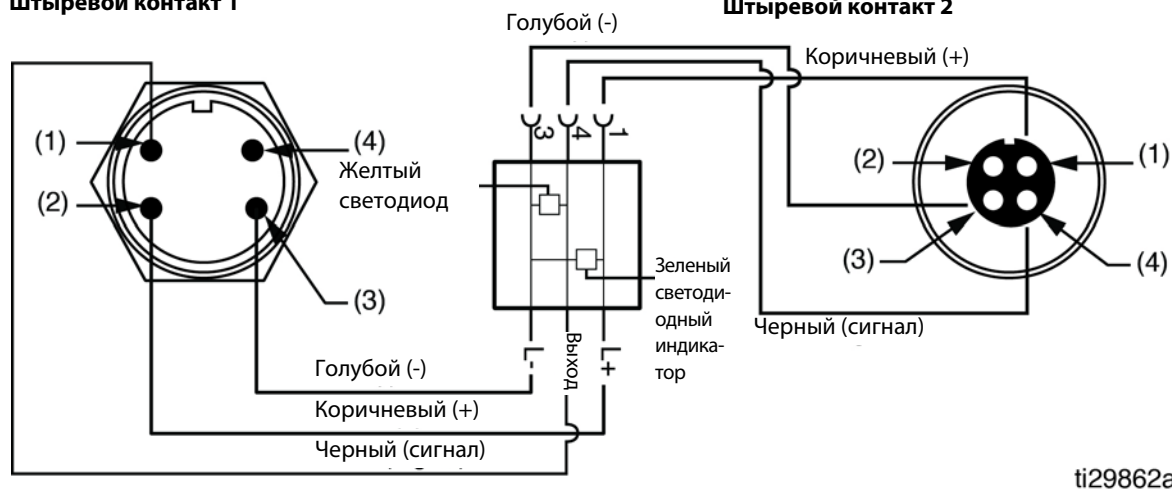 Штыревой контакт 1
Штыревой контакт 2
Голубой (-)
Коричневый (+)
(1)
(4)
(2)
(3)
Желтый
светодиод
3
4
1
(2)
(1)
(3)
(4)
Зеленый
светоди-
одный
индика-
тор
Черный (сигнал)
L-
Выход
L+
Голубой (-)
Коричневый (+)
Черный (сигнал)
ti29862a